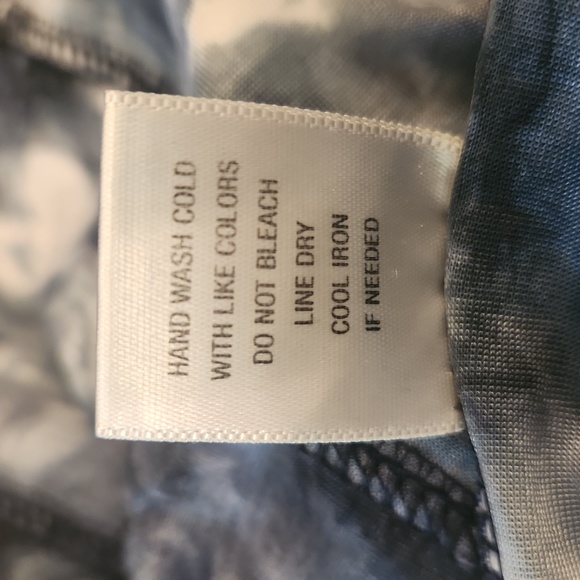 HAND WASH COLD
WITH LIKE COLORS
DO NOT BLEACH
LINE DRY
COOL IRON
IF NEEDED